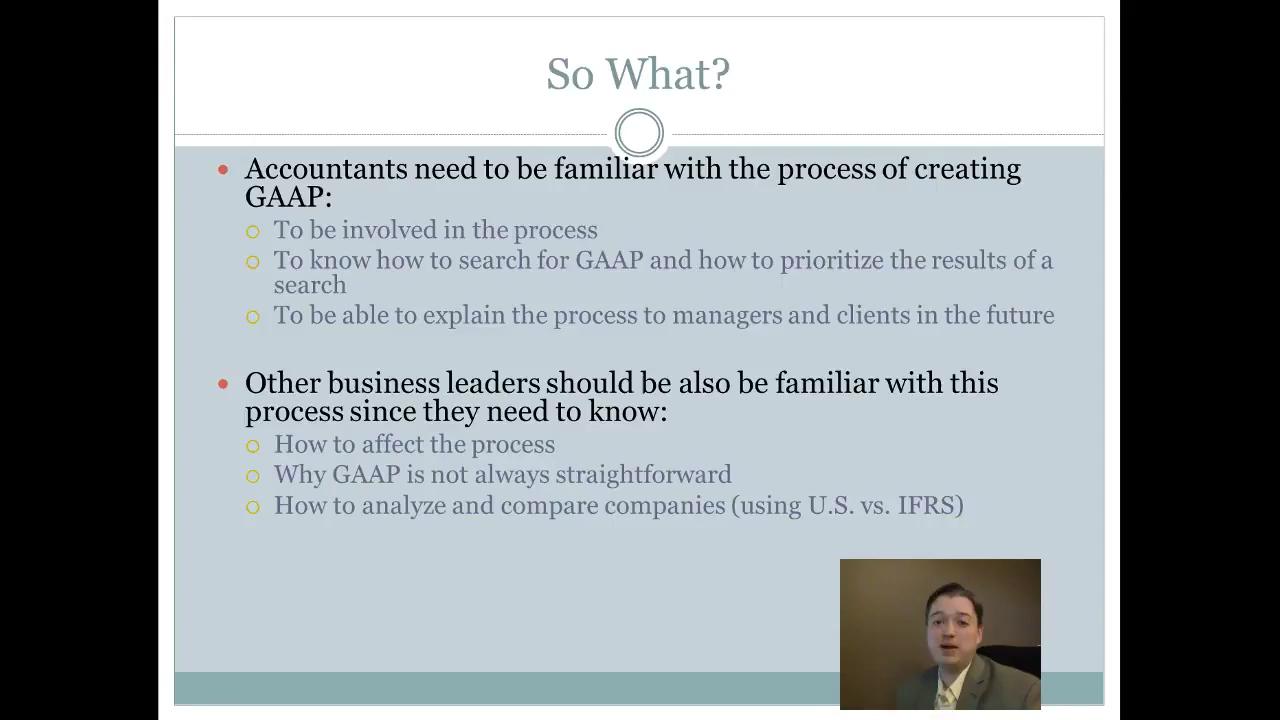 So What?
Accountants need to be familiar with the process of creating
GAAP:
To be involved in the process
To know how to search for GAAP and how to prioritize the results of a
search
To be able to explain the process to managers and clients in the future
Other business leaders should be also be familiar with this
process since they need to know:
How to affect the process
Why GAAP is not always straightforward
How to analyze and compare companies (using U.S. vs. IFRS)